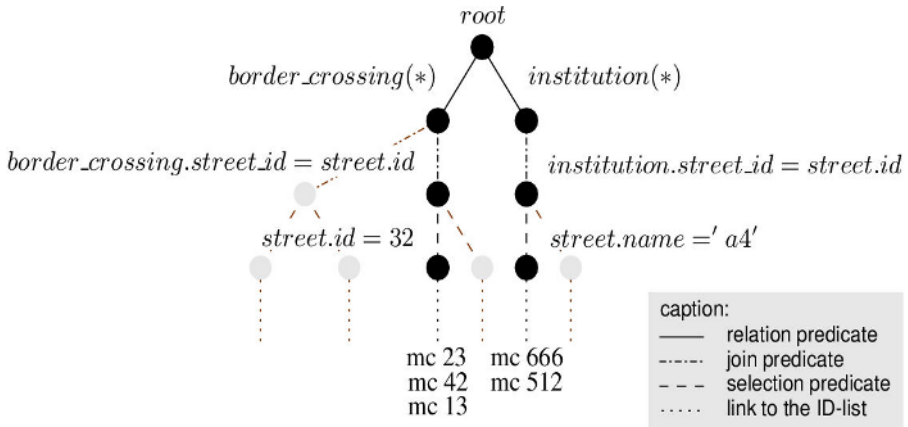 root
border_crossing(∗) institution(∗)
border_crossing.street_id = street.id institution.street_id = street.id
street.id = 32 street.name =′ a4′
mc 23 mc 666
mc 42 mc 512
mc 13
caption:
relation predicate
join predicate
selection predicate
link to the ID-list